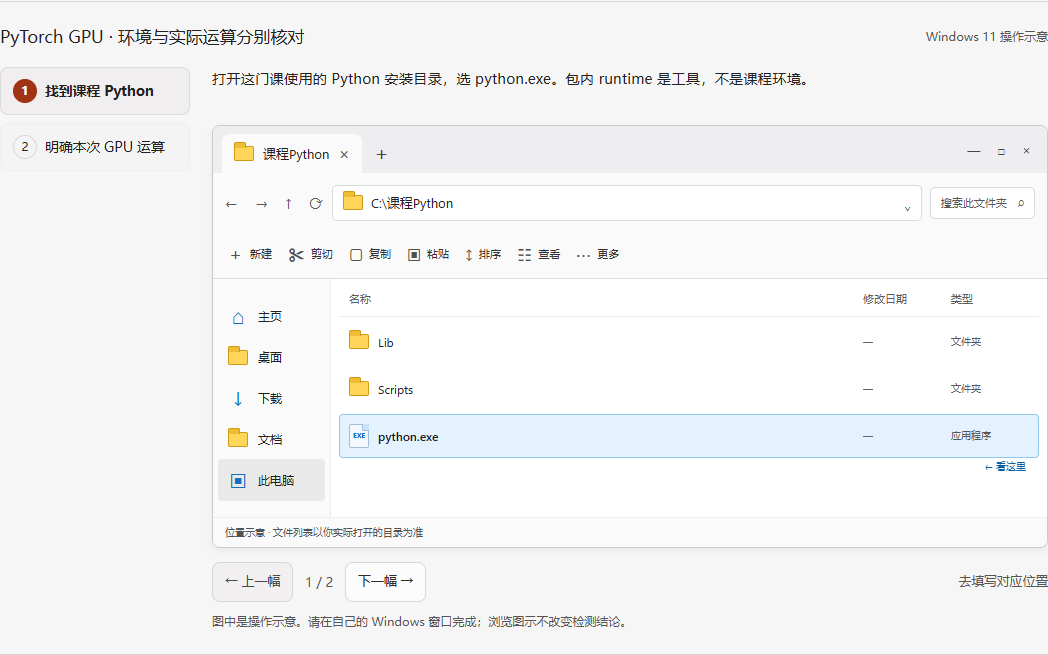 PyTorch GPU · 环境与实际运算分别核对
Windows 11 操作示意
1 找到课程 Python
2 明确本次 GPU 运算
打开这门课使用的 Python 安装目录，选 python.exe。包内 runtime 是工具，不是课程环境。
课程Python × +
— □ ×
← → ↑ ⟳ C:\课程Python ⌄ 搜索此文件夹 ⌕
+ 新建 剪切 复制 粘贴 ↕ 排序 查看 ··· 更多
名称 修改日期 类型
主页
桌面
下载
文档
此电脑
Lib — 文件夹
Scripts — 文件夹
EXE python.exe — 应用程序
← 看这里
位置示意 · 文件列表以你实际打开的目录为准
← 上一幅 1 / 2 下一幅 →
去填写对应位置
图中是操作示意。请在自己的 Windows 窗口完成；浏览图示不改变检测结论。